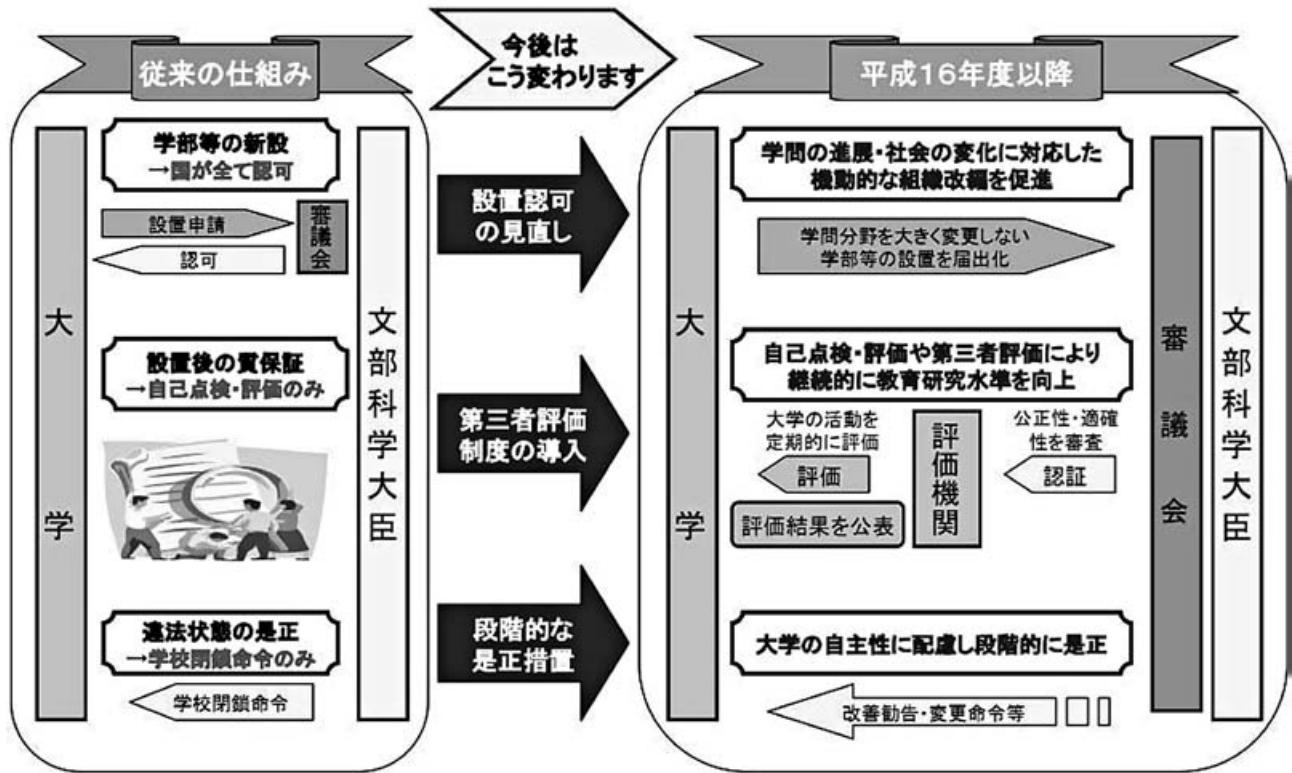 従来の仕組み
今後は
こう変わります
平成16年度以降
大学
文部科学大臣
学部等の新設
→国が全て認可
設置申請
認可
審議会
設置後の質保証
→自己点検・評価のみ
違法状態の是正
→学校閉鎖命令のみ
学校閉鎖命令
設置認可
の見直し
第三者評価
制度の導入
段階的な
是正措置
大学
審議会
文部科学大臣
学問の進展・社会の変化に対応した
機動的な組織改編を促進
学問分野を大きく変更しない
学部等の設置を届出化
自己点検・評価や第三者評価により
継続的に教育研究水準を向上
大学の活動を
定期的に評価
評価
評価結果を公表
評価機関
公正性・適確
性を審査
認証
大学の自主性に配慮し段階的に是正
改善勧告・変更命令等